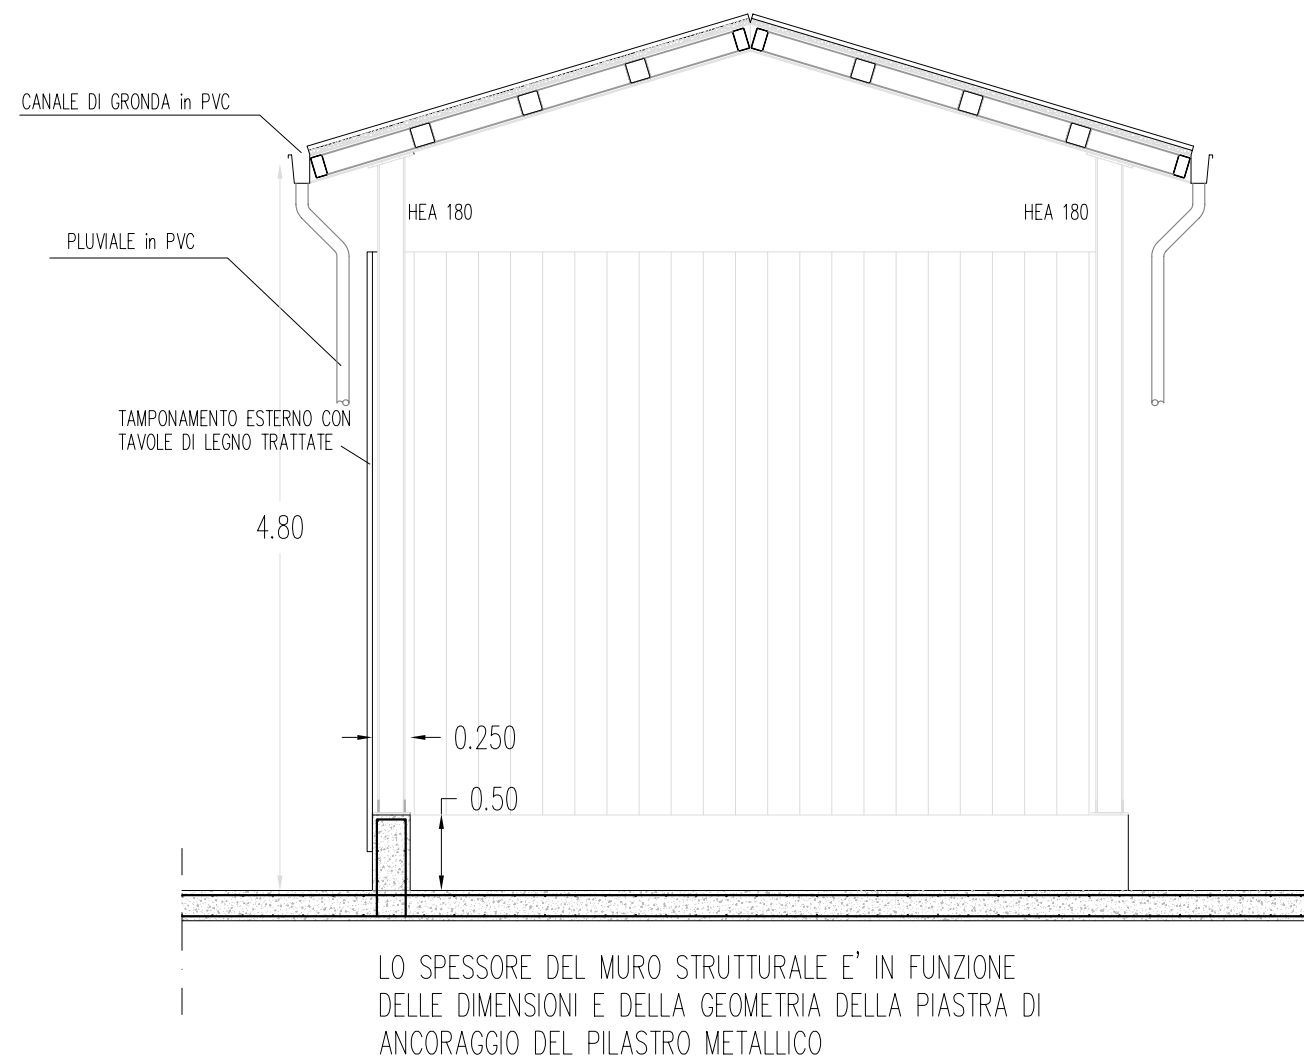 CANALE DI GRONDA in PVC
HEA 180
HEA 180
PLUVIALE in PVC
TAMPONAMENTO ESTERNO CON
TAVOLE DI LEGNO TRATTATE
4.80
0.250
0.50
LO SPESSORE DEL MURO STRUTTURALE E' IN FUNZIONE
DELLE DIMENSIONI E DELLA GEOMETRIA DELLA PIASTRA DI
ANCORAGGIO DEL PILASTRO METALLICO